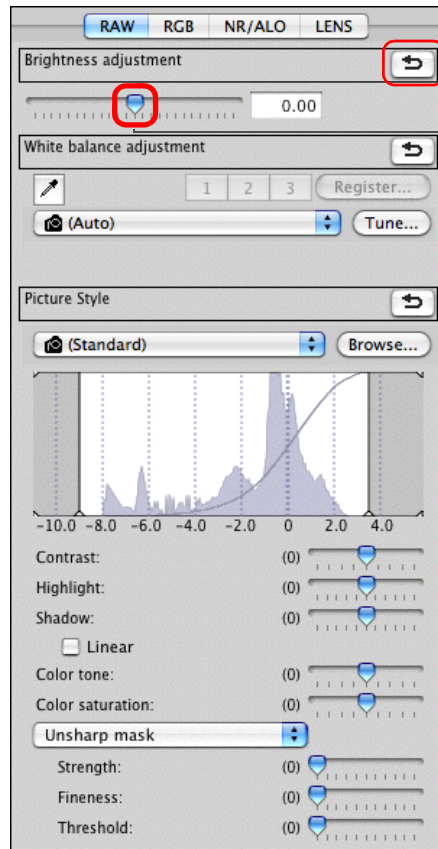 RAW RGB NR/ALO LENS
Brightness adjustment
0.00
White balance adjustment
1 2 3 Register...
(Auto) Tune...
Picture Style
(Standard) Browse...
-10.0 -8.0 -6.0 -4.0 -2.0 0 2.0 4.0
Contrast: (0)
Highlight: (0)
Shadow: (0)
Linear
Color tone: (0)
Color saturation: (0)
Unsharp mask
Strength: (0)
Fineness: (0)
Threshold: (0)